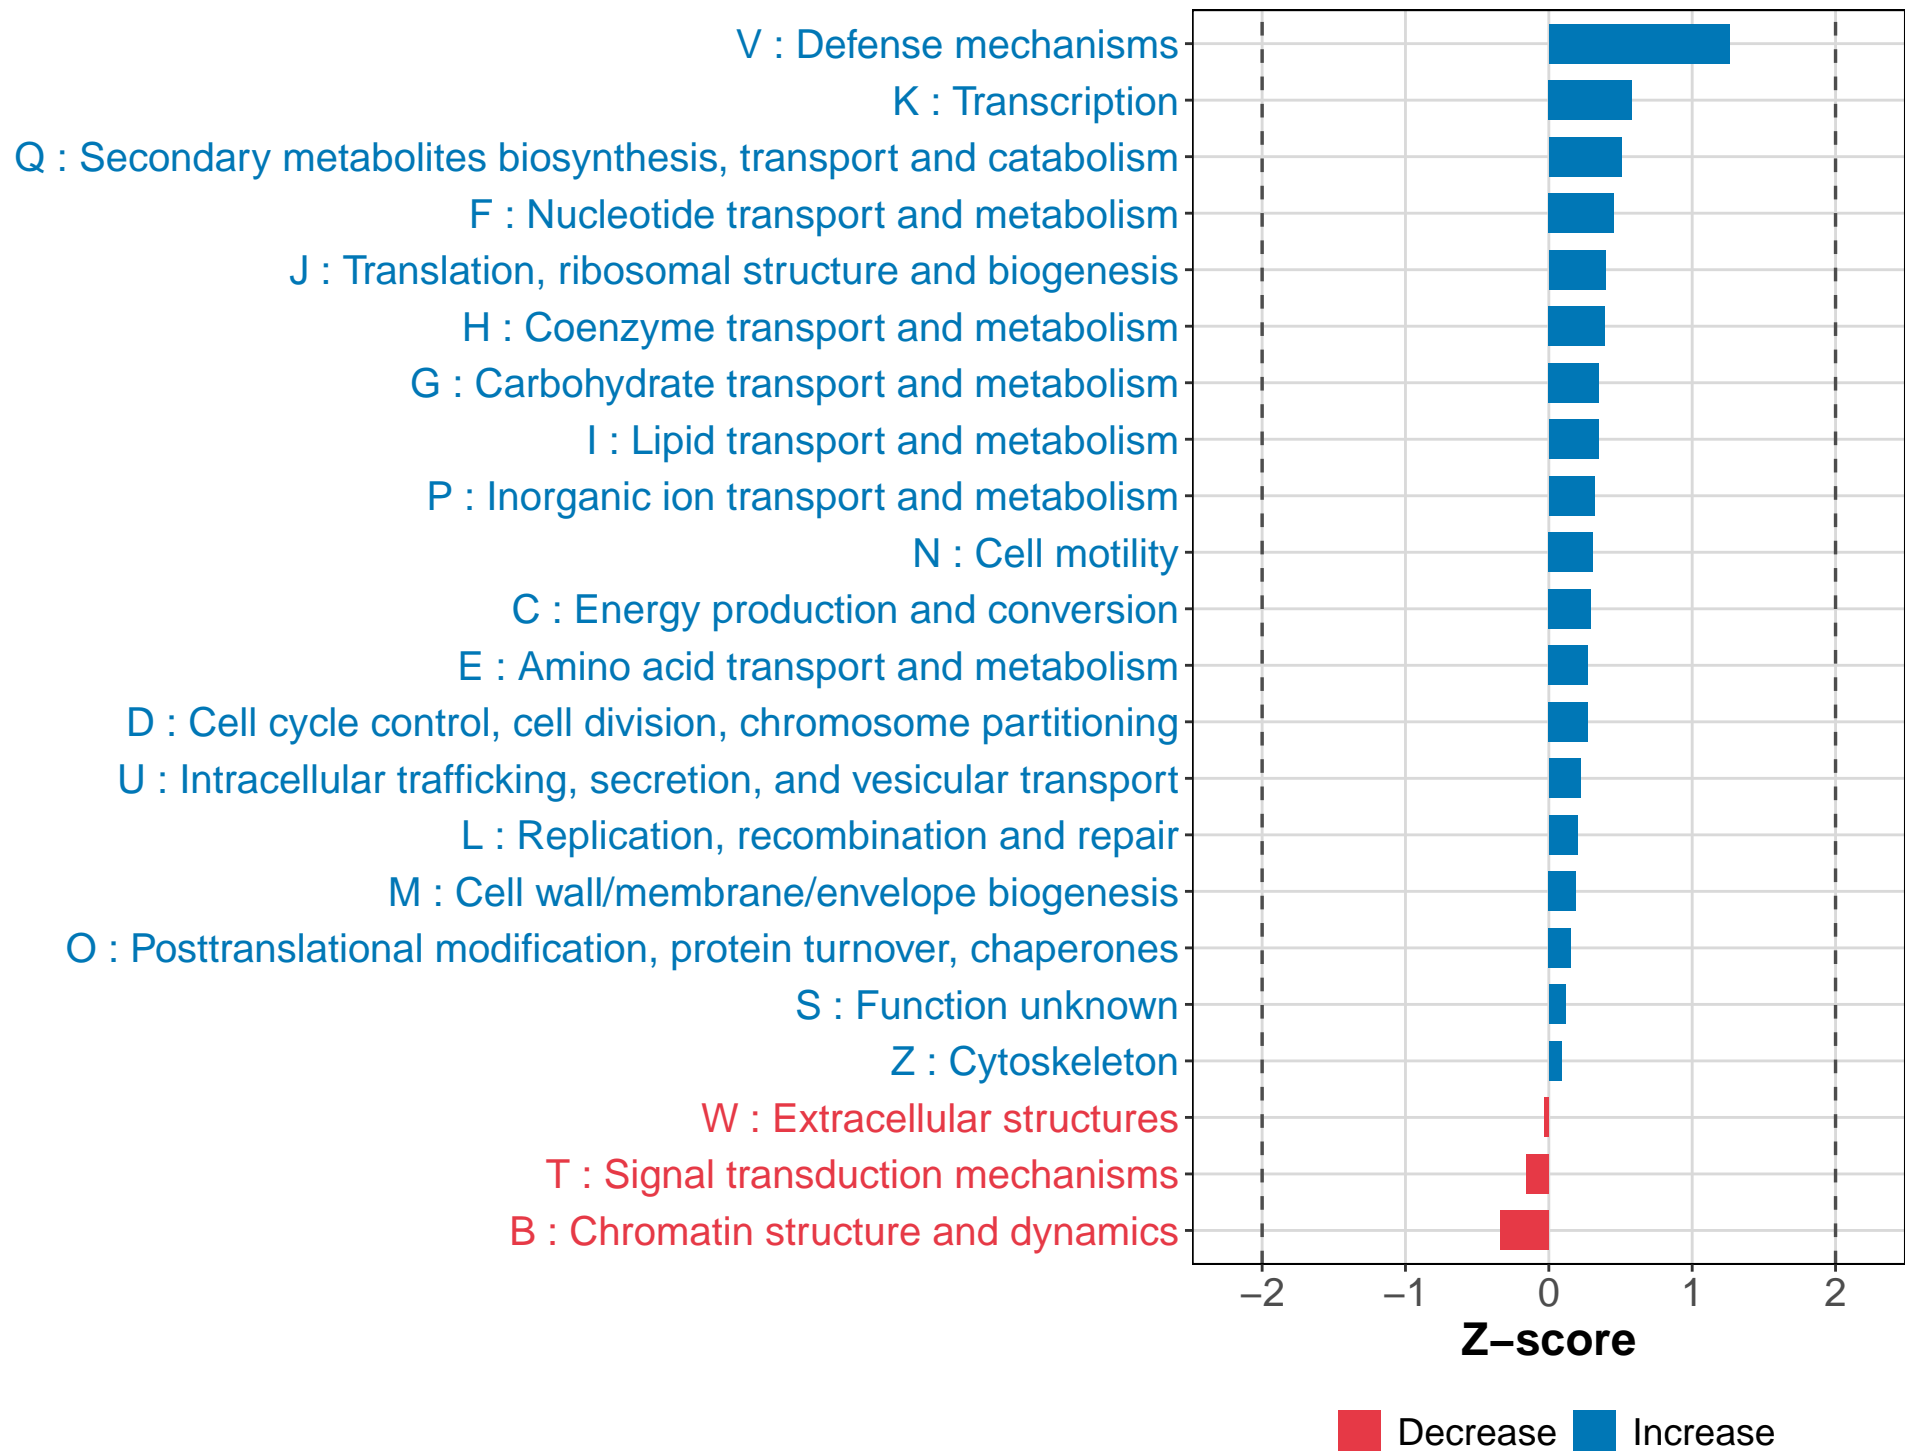 V : Defense mechanisms
K : Transcription
Q : Secondary metabolites biosynthesis, transport and catabolism
F : Nucleotide transport and metabolism
J : Translation, ribosomal structure and biogenesis
H : Coenzyme transport and metabolism
G : Carbohydrate transport and metabolism
I : Lipid transport and metabolism
P : Inorganic ion transport and metabolism
N : Cell motility
C : Energy production and conversion
E : Amino acid transport and metabolism
D : Cell cycle control, cell division, chromosome partitioning
U : Intracellular trafficking, secretion, and vesicular transport
L : Replication, recombination and repair
M : Cell wall/membrane/envelope biogenesis
O : Posttranslational modification, protein turnover, chaperones
S : Function unknown
Z : Cytoskeleton
W : Extracellular structures
T : Signal transduction mechanisms
B : Chromatin structure and dynamics
−2 −1 0 1 2
Z−score
Decrease Increase